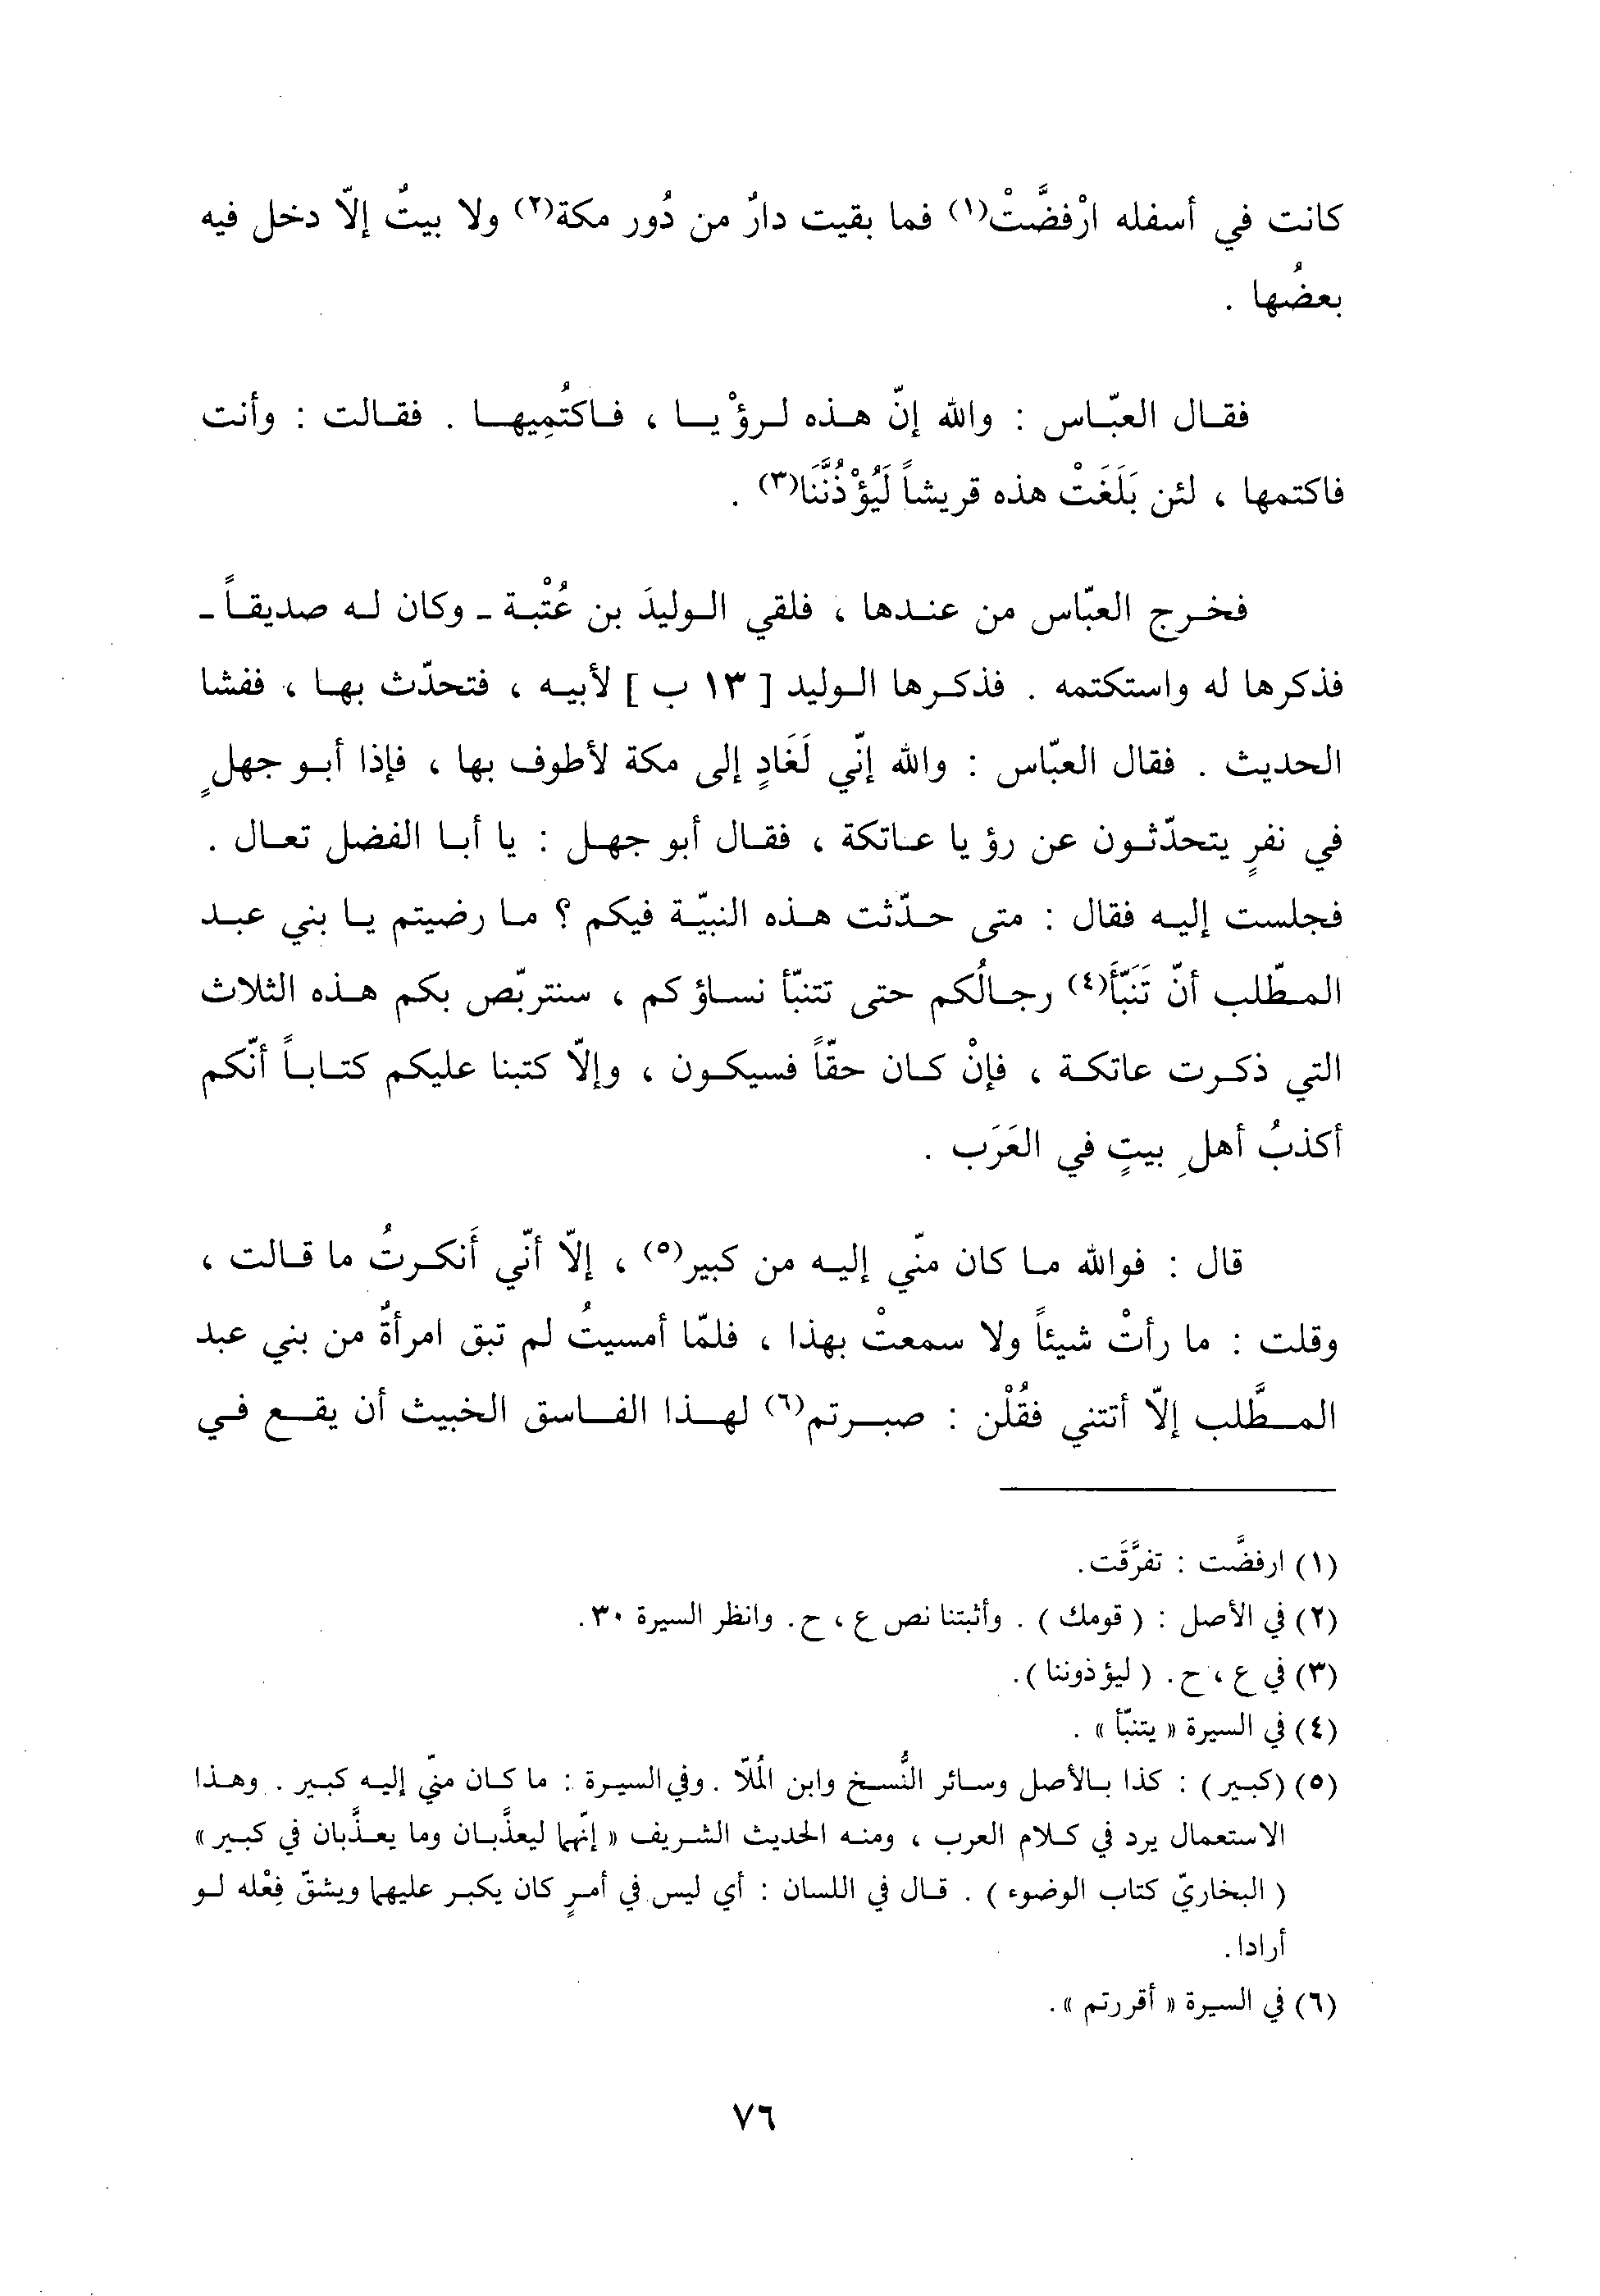 كانت في أسفله ارْفضَّتْ(١) فما بقيت دارٌ من دُور مكة(٢) ولا بيتٌ إلاّ دخل فيه
بعضُها .
فقال العبّاس : والله إنّ هذه لرؤْيا ، فاكتُمِيها . فقالت : وأنت
فاكتمها ، لئن بَلَغَتْ هذه قريشاً لَيُؤْذُنَّنَا(٣) .
فخرج العبّاس من عندها ، فلقي الوليدَ بن عُتْبة ـ وكان له صديقاً ـ
فذكرها له واستكتمه . فذكرها الوليد [ ١٣ ب ] لأبيه ، فتحدّث بها ، ففشا
الحديث . فقال العبّاس : والله إنّي لَغَادٍ إلى مكة لأطوف بها ، فإذا أبو جهلٍ
في نفرٍ يتحدّثون عن رؤيا عاتكة ، فقال أبو جهل : يا أبا الفضل تعال .
فجلست إليه فقال : متى حدّثت هذه النبيّة فيكم ؟ ما رضيتم يا بني عبد
المطّلب أنّ تَنَبَّأَ(٤) رجالُكم حتى تتنبّأ نساؤكم ، سنتربّص بكم هذه الثلاث
التي ذكرت عاتكة ، فإنْ كان حقّاً فسيكون ، وإلاّ كتبنا عليكم كتاباً أنّكم
أكذبُ أهلِ بيتٍ في العَرَب .
قال : فوالله ما كان منّي إليه من كبير(٥) ، إلاّ أنّي أَنكرتُ ما قالت ،
وقلت : ما رأتْ شيئاً ولا سمعتْ بهذا ، فلمّا أمسيتُ لم تبق امرأةٌ من بني عبد
المطَّلب إلاّ أتتني فقُلْن : صبرتم(٦) لهذا الفاسق الخبيث أن يقع في
(١) ارفضَّت : تفرَّقَت.
(٢) في الأصل : ( قومك ) . وأثبتنا نص ع ، ح. وانظر السيرة ٣٠.
(٣) في ع ، ح. ( ليؤذوننا ).
(٤) في السيرة « يتنبّأ » .
(٥) (كبير) : كذا بالأصل وسائر النُّسخ وابن المُلاّ . وفي السيرة : ما كان منّي إليه كبير . وهذا
الاستعمال يرد في كلام العرب ، ومنه الحديث الشريف « إنّهما ليعذَّبان وما يعذَّبان في كبير »
( البخاريّ كتاب الوضوء ) . قال في اللسان : أي ليس في أمرٍ كان يكبر عليهما ويشقّ فِعْله لو
أرادا.
(٦) في السيرة « أقررتم ».
٧٦